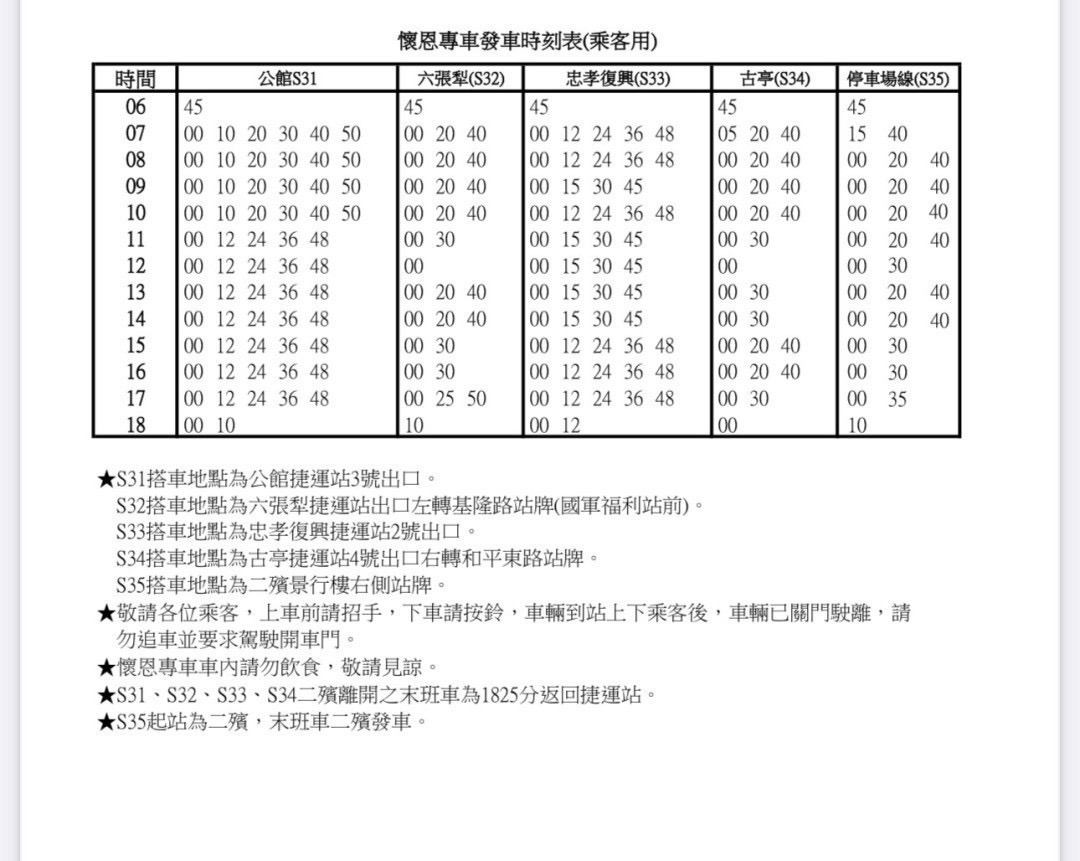 懷恩專車發車時刻表(乘客用)
時間 公館S31 六張犁(S32) 忠孝復興(S33) 古亭(S34) 停車場線(S35)
06 45 45 45 45 45
07 00 10 20 30 40 50 00 20 40 00 12 24 36 48 05 20 40 15 40
08 00 10 20 30 40 50 00 20 40 00 12 24 36 48 00 20 40 00 20 40
09 00 10 20 30 40 50 00 20 40 00 15 30 45 00 20 40 00 20 40
10 00 10 20 30 40 50 00 20 40 00 12 24 36 48 00 20 40 00 20 40
11 00 12 24 36 48 00 30 00 15 30 45 00 30 00 20 40
12 00 12 24 36 48 00 00 15 30 45 00 00 30
13 00 12 24 36 48 00 20 40 00 15 30 45 00 30 00 20 40
14 00 12 24 36 48 00 20 40 00 15 30 45 00 30 00 20 40
15 00 12 24 36 48 00 30 00 12 24 36 48 00 20 40 00 30
16 00 12 24 36 48 00 30 00 12 24 36 48 00 20 40 00 30
17 00 12 24 36 48 00 25 50 00 12 24 36 48 00 30 00 35
18 00 10 10 00 12 00 10
★S31搭車地點為公館捷運站3號出口。
S32搭車地點為六張犁捷運站出口左轉基隆路站牌(國軍福利站前)。
S33搭車地點為忠孝復興捷運站2號出口。
S34搭車地點為古亭捷運站4號出口右轉和平東路站牌。
S35搭車地點為二殯景行樓右側站牌。
★敬請各位乘客，上車前請招手，下車請按鈴，車輛到站上下乘客後，車輛已關門駛離，請
勿追車並要求駕駛開車門。
★懷恩專車車內請勿飲食，敬請見諒。
★S31、S32、S33、S34二殯離開之末班車為1825分返回捷運站。
★S35起站為二殯，末班車二殯發車。